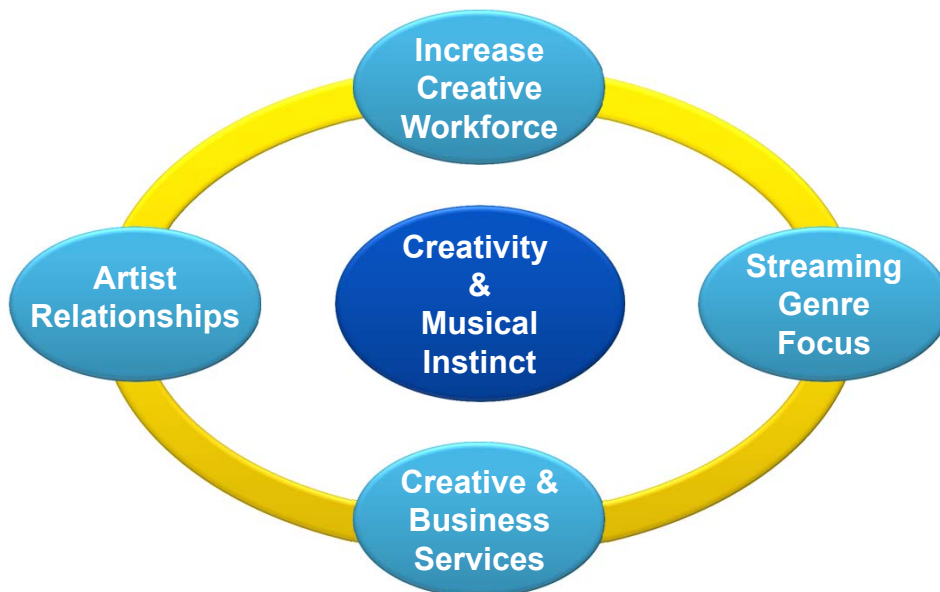 Increase
Creative
Workforce
Artist
Relationships
Creativity
&
Musical
Instinct
Streaming
Genre
Focus
Creative &
Business
Services